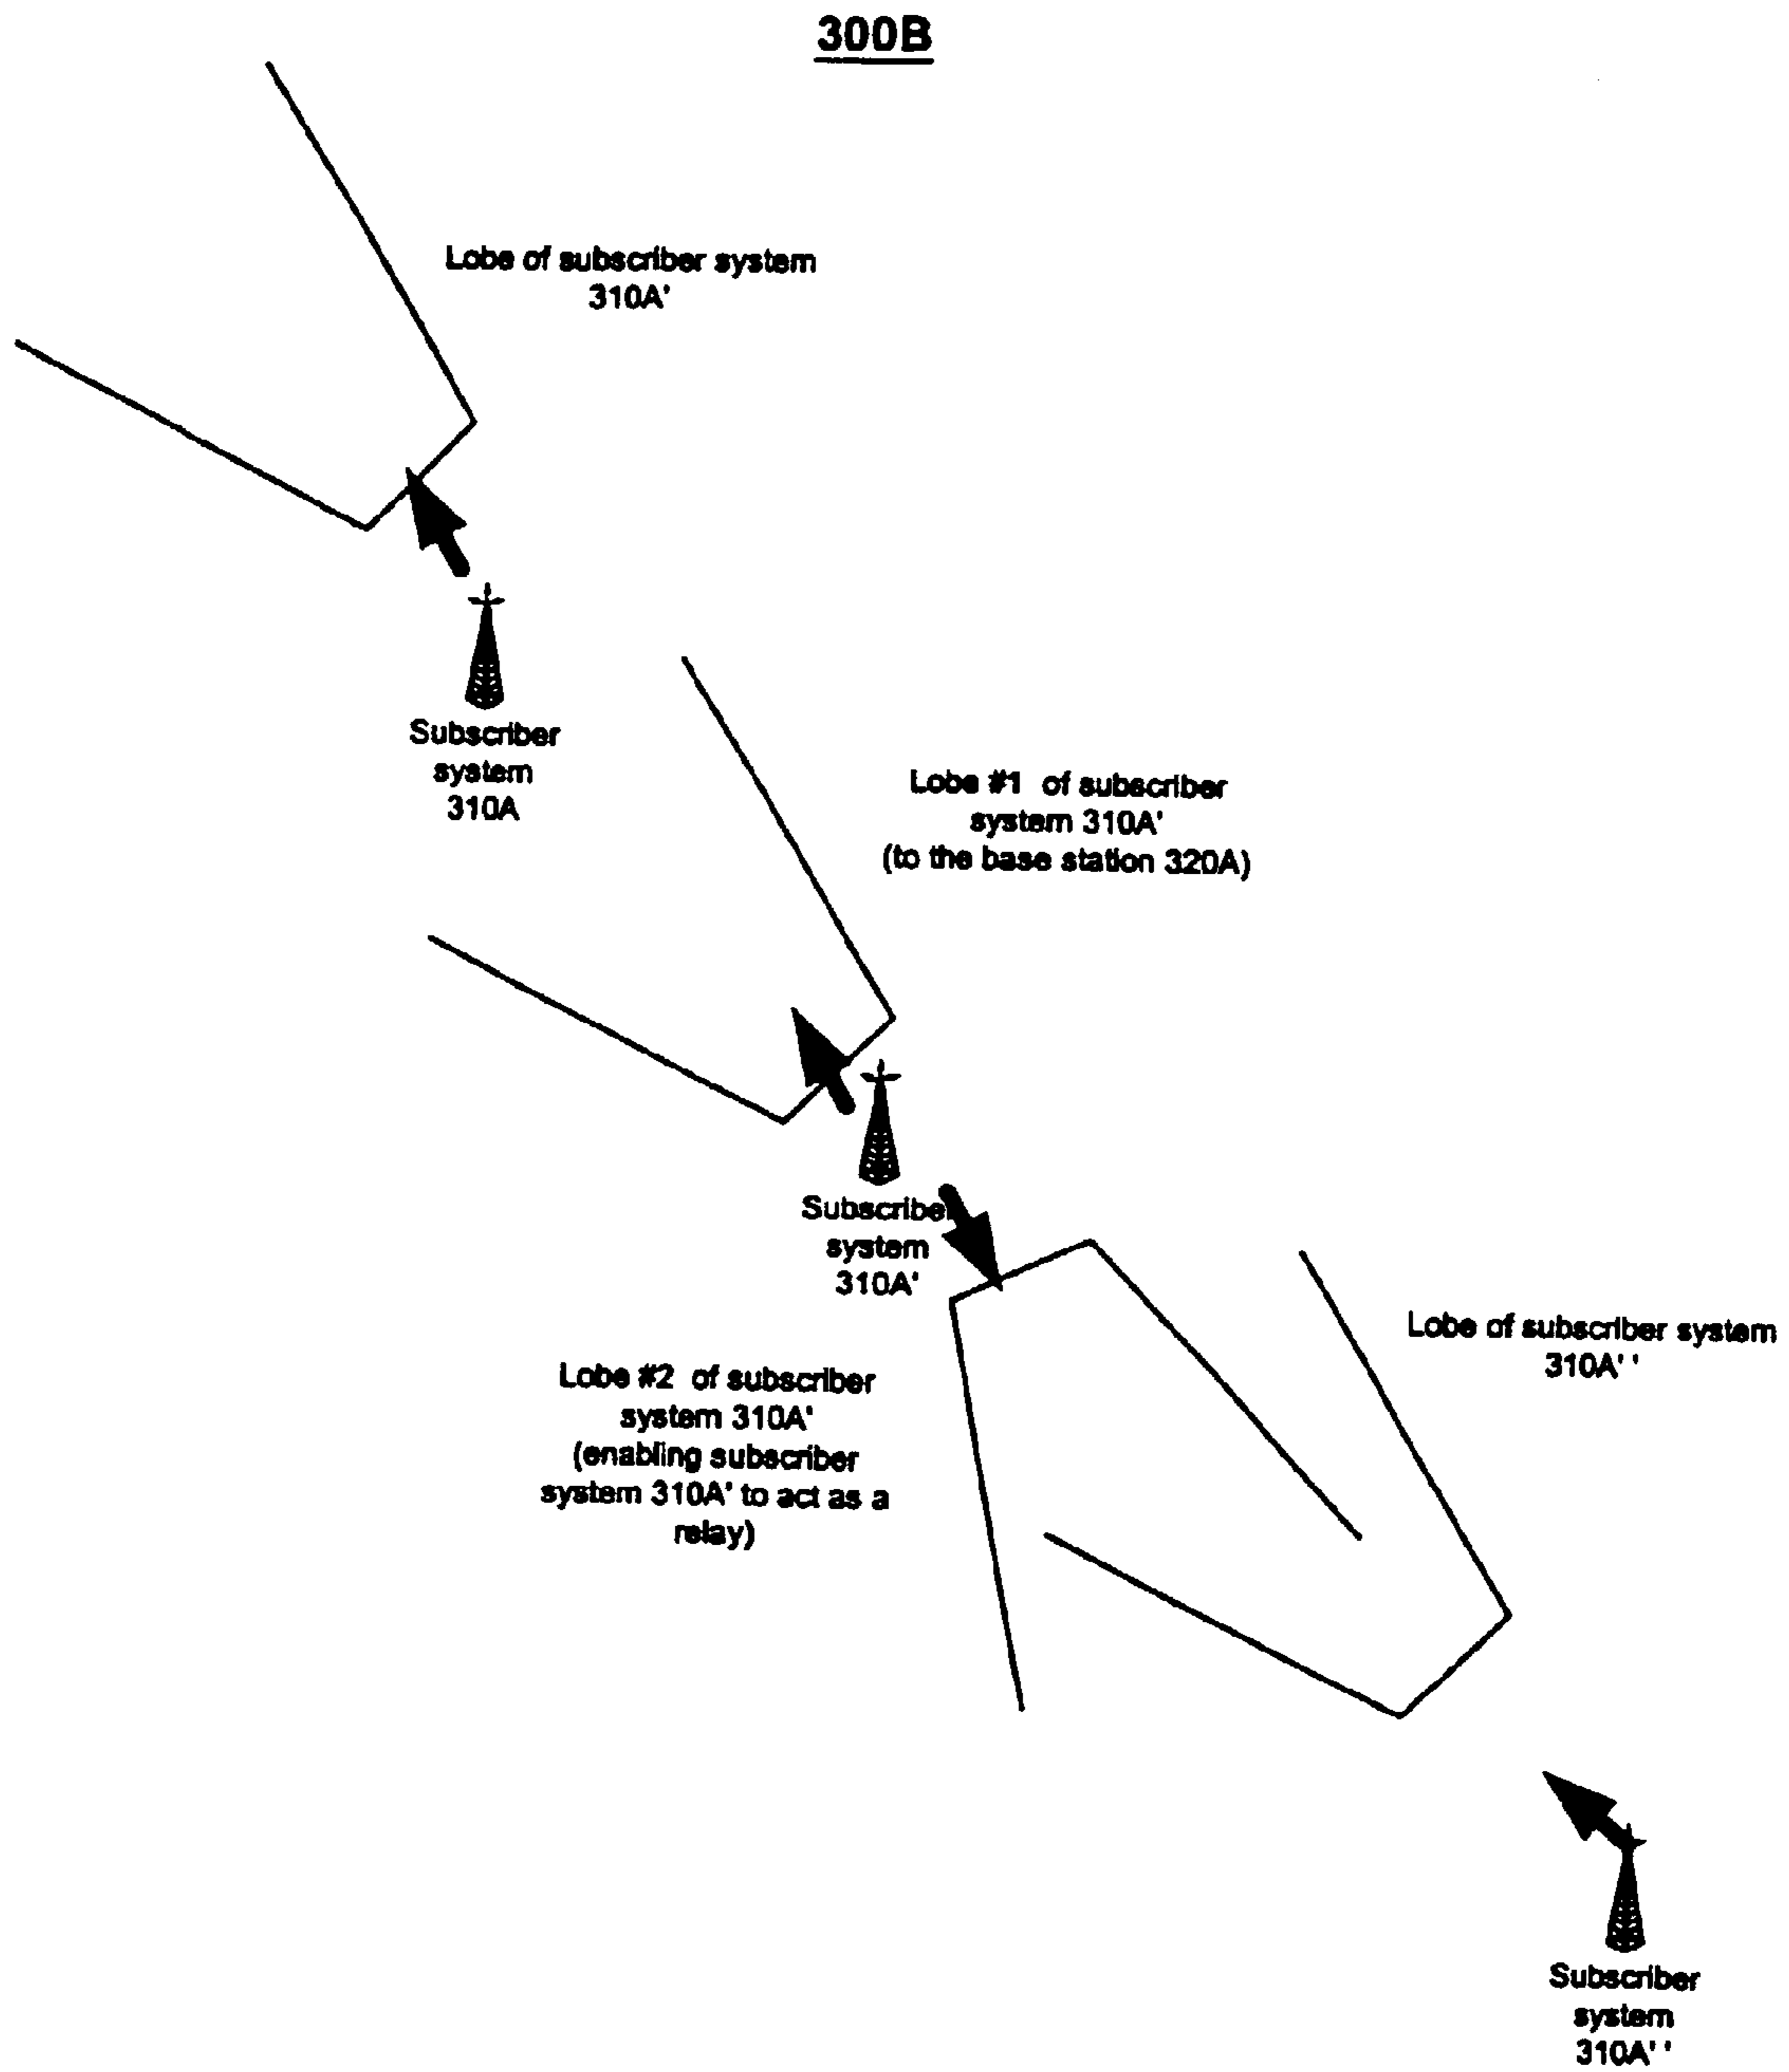 300B
Lobe of subscriber system
310A'
Subscriber
system
310A
Lobe #1 of subscriber
system 310A'
(to the base station 320A)
Subscriber
system
310A'
Lobe of subscriber system
310A' '
Lobe #2 of subscriber
system 310A'
(enabling subscriber
system 310A' to act as a
relay)
Subscriber
system
310A' '